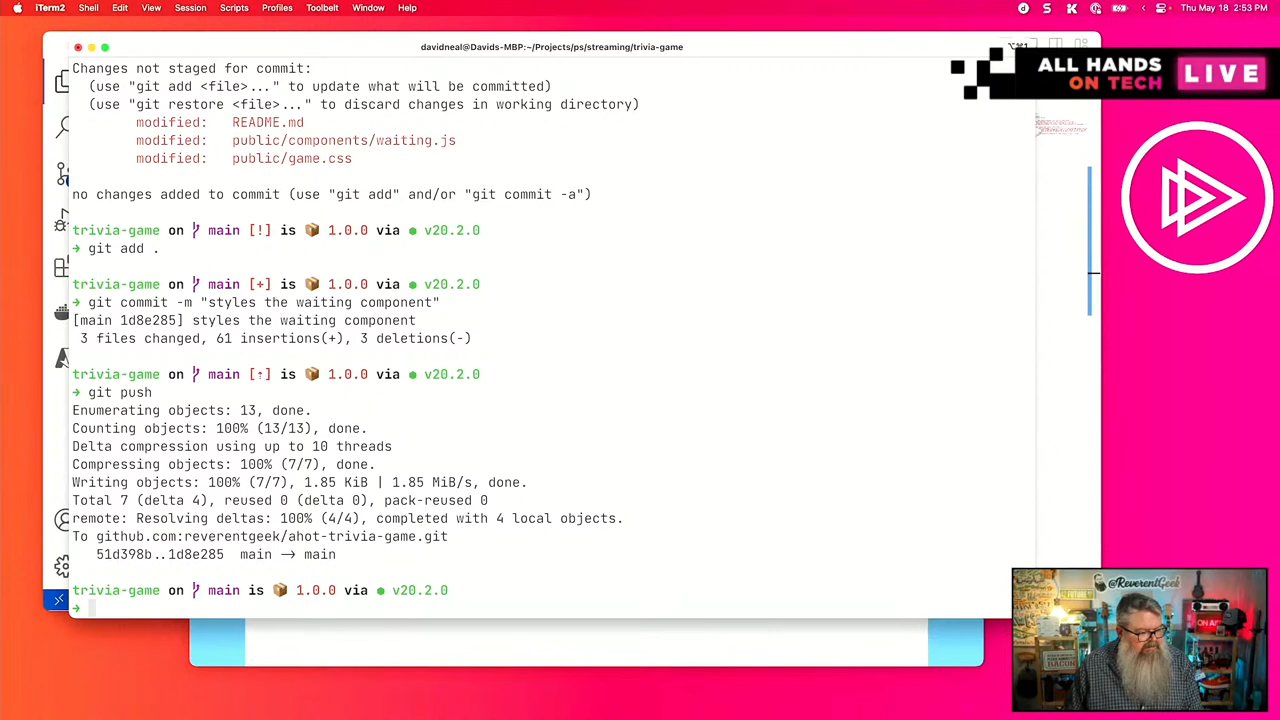 iTerm2 Shell Edit View Session Scripts Profiles Toolbelt Window Help
Thu May 18 2:53 PM
davidneal@Davids-MBP:~/Projects/ps/streaming/trivia-game
⌥⌘1
ALL HANDS
ON TECH
LIVE
Changes not staged for commit:
(use "git add <file>..." to update what will be committed)
(use "git restore <file>..." to discard changes in working directory)
modified: README.md
modified: public/components/waiting.js
modified: public/game.css
no changes added to commit (use "git add" and/or "git commit -a")
trivia-game on main [!] is 📦 1.0.0 via ⬢ v20.2.0
➜ git add .
trivia-game on main [+] is 📦 1.0.0 via ⬢ v20.2.0
➜ git commit -m "styles the waiting component"
[main 1d8e285] styles the waiting component
3 files changed, 61 insertions(+), 3 deletions(-)
trivia-game on main [⇡] is 📦 1.0.0 via ⬢ v20.2.0
➜ git push
Enumerating objects: 13, done.
Counting objects: 100% (13/13), done.
Delta compression using up to 10 threads
Compressing objects: 100% (7/7), done.
Writing objects: 100% (7/7), 1.85 KiB | 1.85 MiB/s, done.
Total 7 (delta 4), reused 0 (delta 0), pack-reused 0
remote: Resolving deltas: 100% (4/4), completed with 4 local objects.
To github.com:reverentgeek/ahot-trivia-game.git
51d398b..1d8e285 main -> main
trivia-game on main is 📦 1.0.0 via ⬢ v20.2.0
➜
@ReverentGeek
ON AIR
BACON